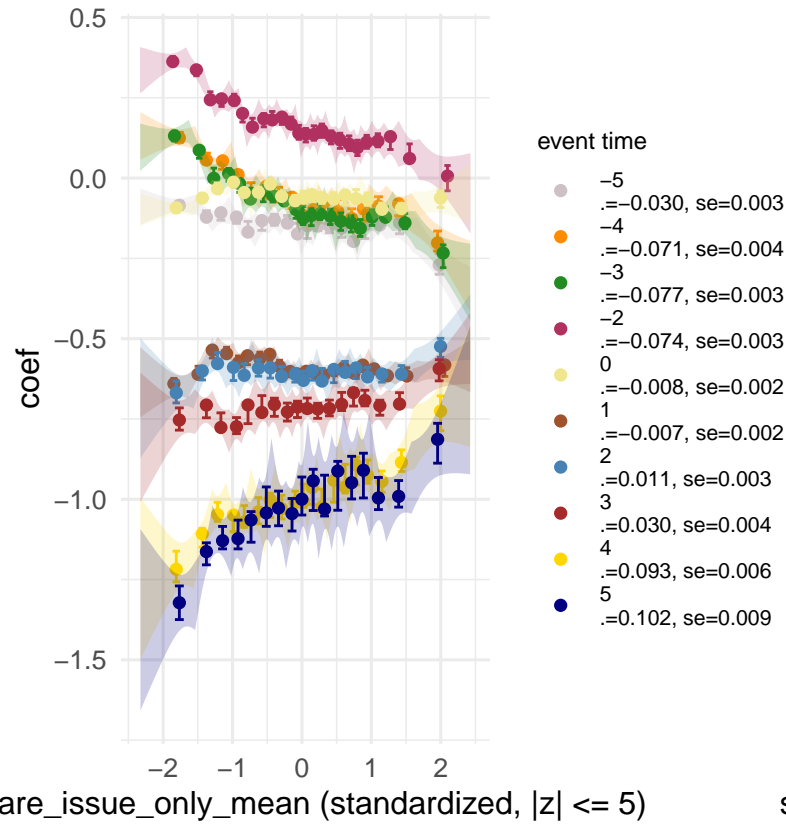 0.5
0.0
−0.5
−1.0
−1.5
coef
−2
−1
0
1
2
are_issue_only_mean (standardized, |z| <= 5)
s
event time
−5
.=−0.030, se=0.003
−4
.=−0.071, se=0.004
−3
.=−0.077, se=0.003
−2
.=−0.074, se=0.003
0
.=−0.008, se=0.002
1
.=−0.007, se=0.002
2
.=0.011, se=0.003
3
.=0.030, se=0.004
4
.=0.093, se=0.006
5
.=0.102, se=0.009